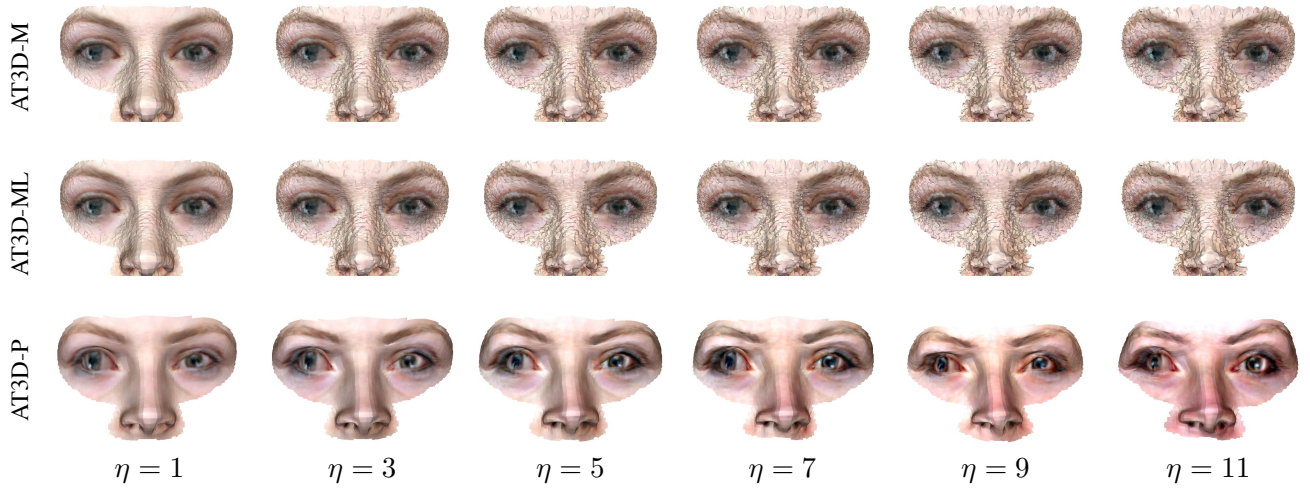 AT3D-M
AT3D-ML
AT3D-P
η = 1 η = 3 η = 5 η = 7 η = 9 η = 11